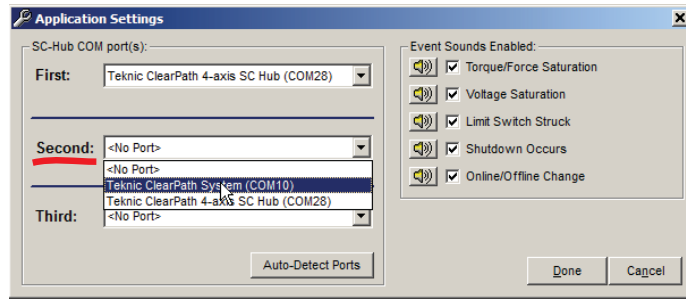 Application Settings
SC-Hub COM port(s):
First: Teknic ClearPath 4-axis SC Hub (COM28)
Second: <No Port>
<No Port>
Teknic ClearPath System (COM10)
Teknic ClearPath 4-axis SC Hub (COM28)
Third: <No Port>
Auto-Detect Ports
Event Sounds Enabled:
Torque/Force Saturation
Voltage Saturation
Limit Switch Struck
Shutdown Occurs
Online/Offline Change
Done Cancel